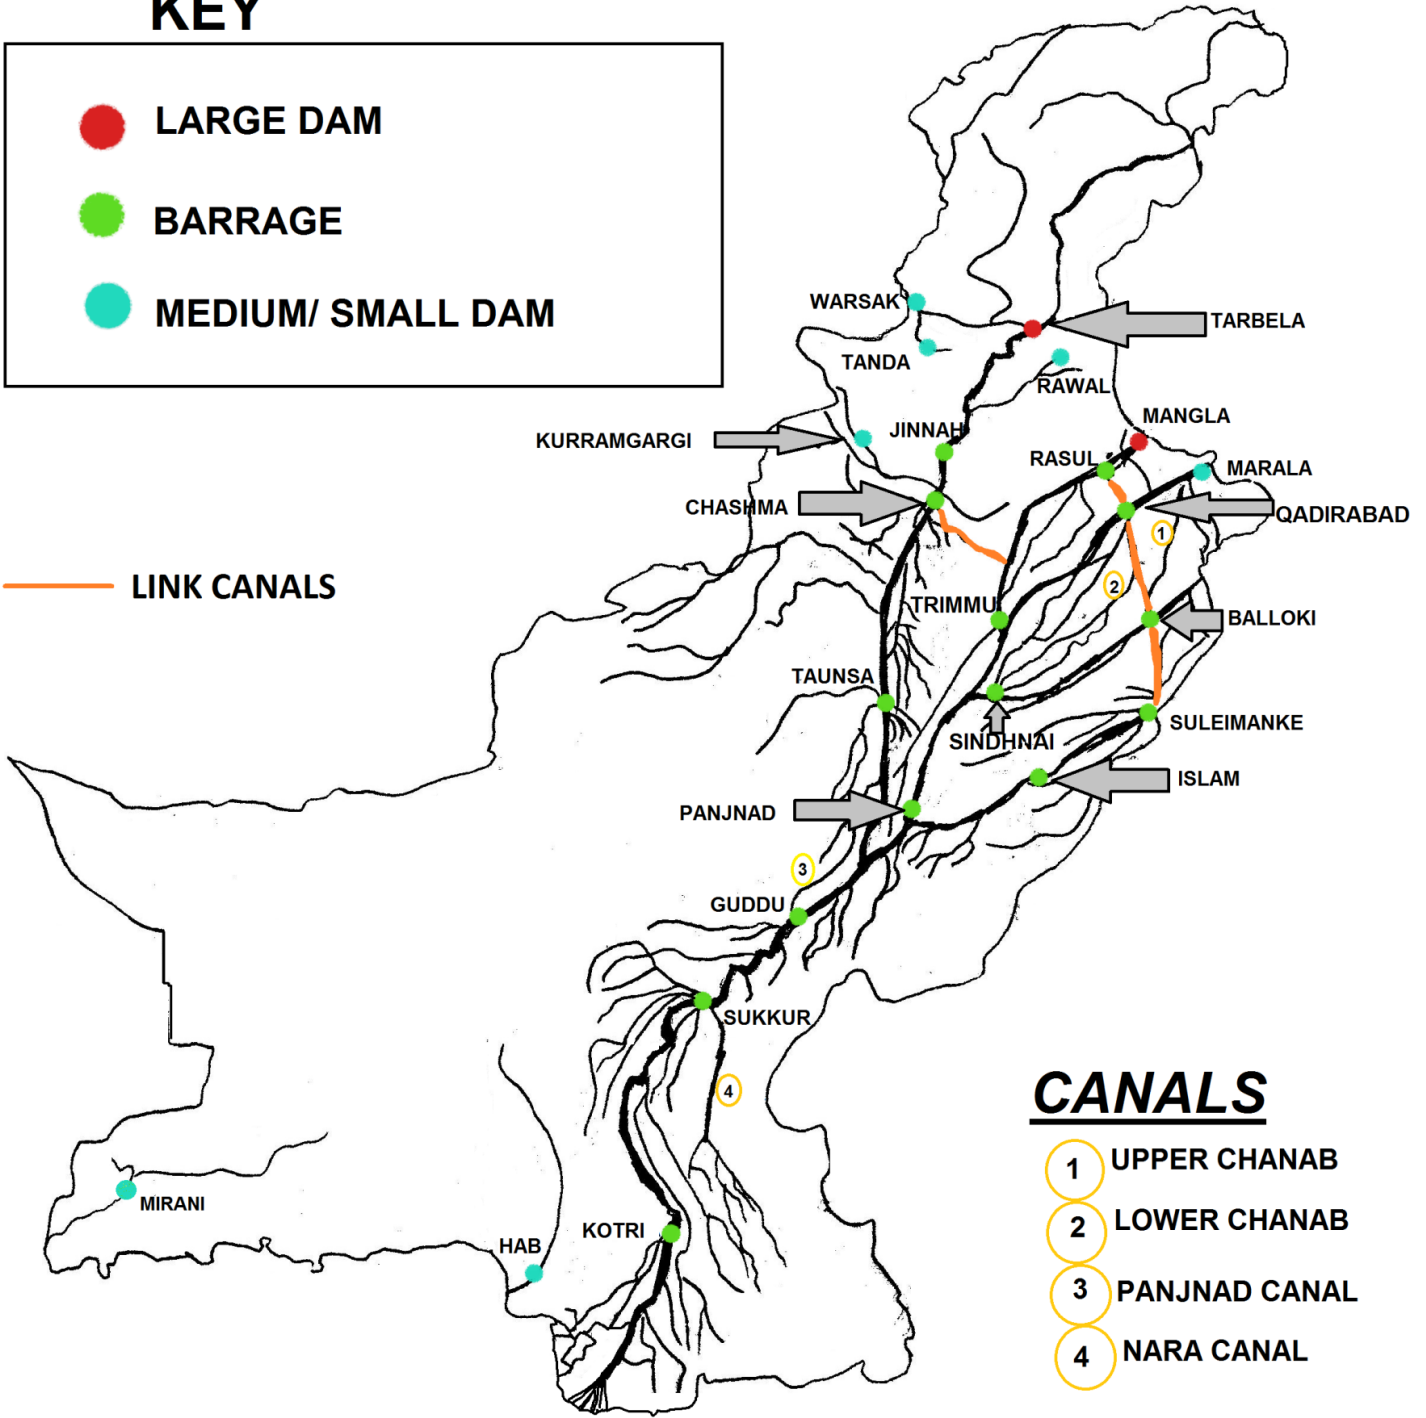 KEY
LARGE DAM
BARRAGE
MEDIUM/ SMALL DAM
LINK CANALS
WARSAK
TARBELA
TANDA
RAWAL
MANGLA
JINNAH
KURRAMGARGI
RASUL
MARALA
CHASHMA
QADIRABAD
1
2
TRIMMU
BALLOKI
TAUNSA
SULEIMANKE
SINDHNAI
ISLAM
PANJNAD
3
GUDDU
SUKKUR
4
MIRANI
HAB
KOTRI
CANALS
1 UPPER CHANAB
2 LOWER CHANAB
3 PANJNAD CANAL
4 NARA CANAL